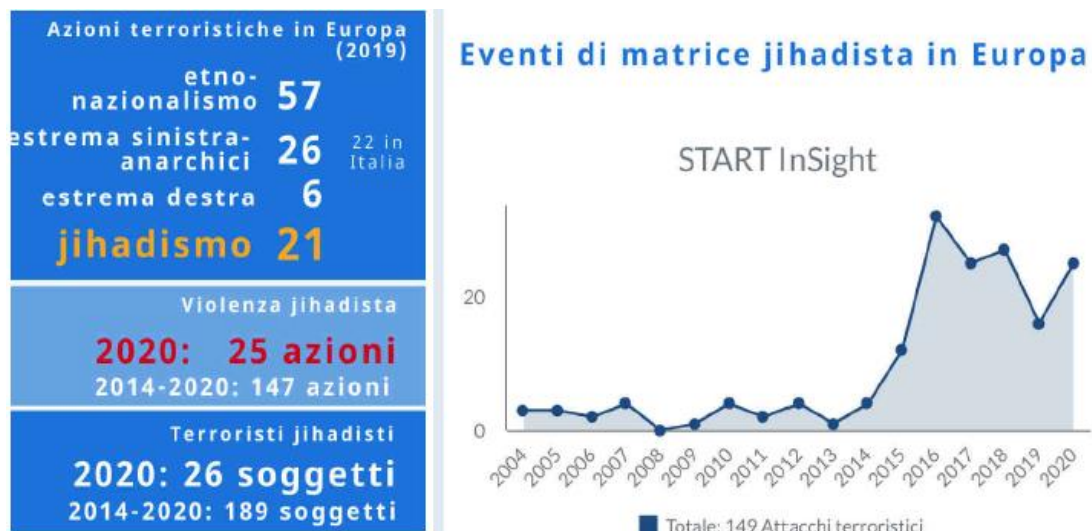 Azioni terroristiche in Europa
(2019)
etno-
nazionalismo 57
estrema sinistra-
anarchici 26
22 in
Italia
estrema destra 6
jihadismo 21
Violenza jihadista
2020: 25 azioni
2014-2020: 147 azioni
Terroristi jihadisti
2020: 26 soggetti
2014-2020: 189 soggetti
Eventi di matrice jihadista in Europa
START InSight
20
0
2004 2005 2006 2007 2008 2009 2010 2011 2012 2013 2014 2015 2016 2017 2018 2019 2020
Totale: 149 Attacchi terroristici